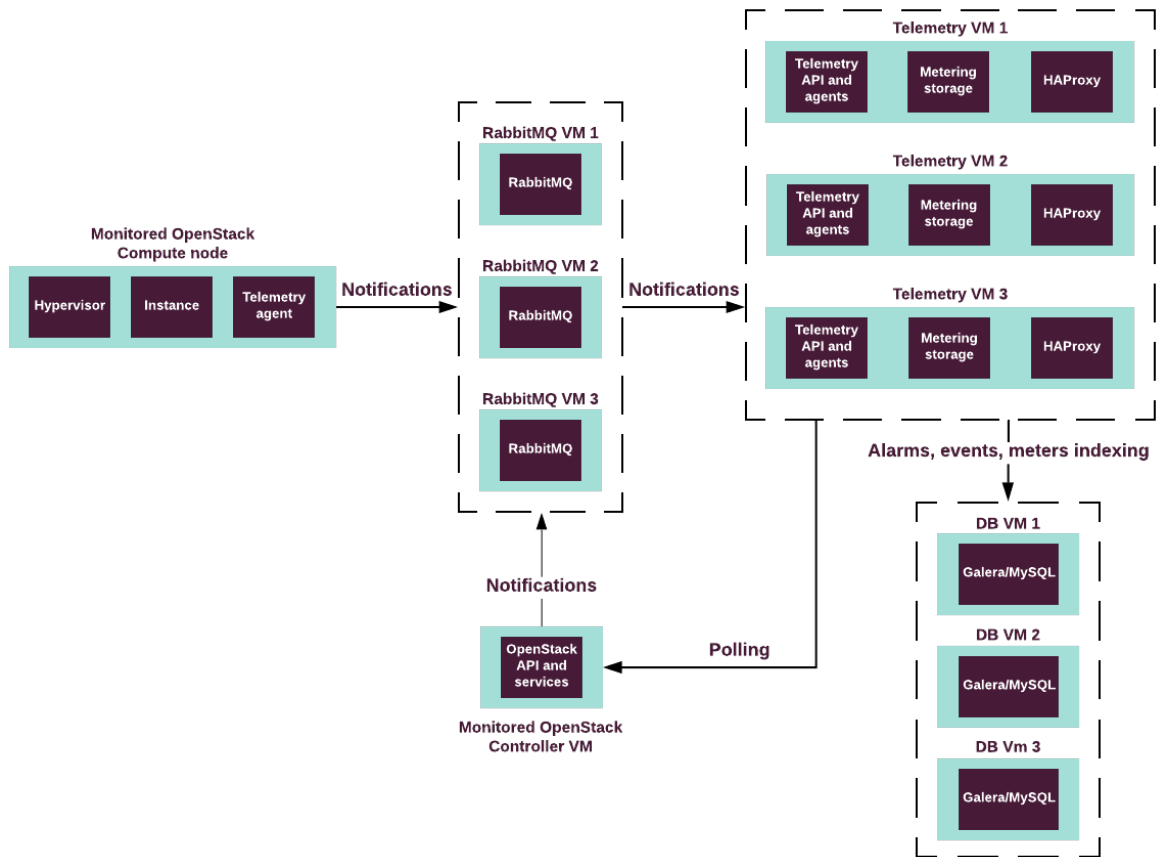 Monitored OpenStack
Compute node
Hypervisor
Instance
Telemetry
agent
Notifications
RabbitMQ VM 1
RabbitMQ
RabbitMQ VM 2
RabbitMQ
RabbitMQ VM 3
RabbitMQ
Notifications
Telemetry VM 1
Telemetry
API and
agents
Metering
storage
HAProxy
Telemetry VM 2
Telemetry
API and
agents
Metering
storage
HAProxy
Telemetry VM 3
Telemetry
API and
agents
Metering
storage
HAProxy
Alarms, events, meters indexing
DB VM 1
Galera/MySQL
DB VM 2
Galera/MySQL
DB Vm 3
Galera/MySQL
Polling
Notifications
OpenStack
API and
services
Monitored OpenStack
Controller VM